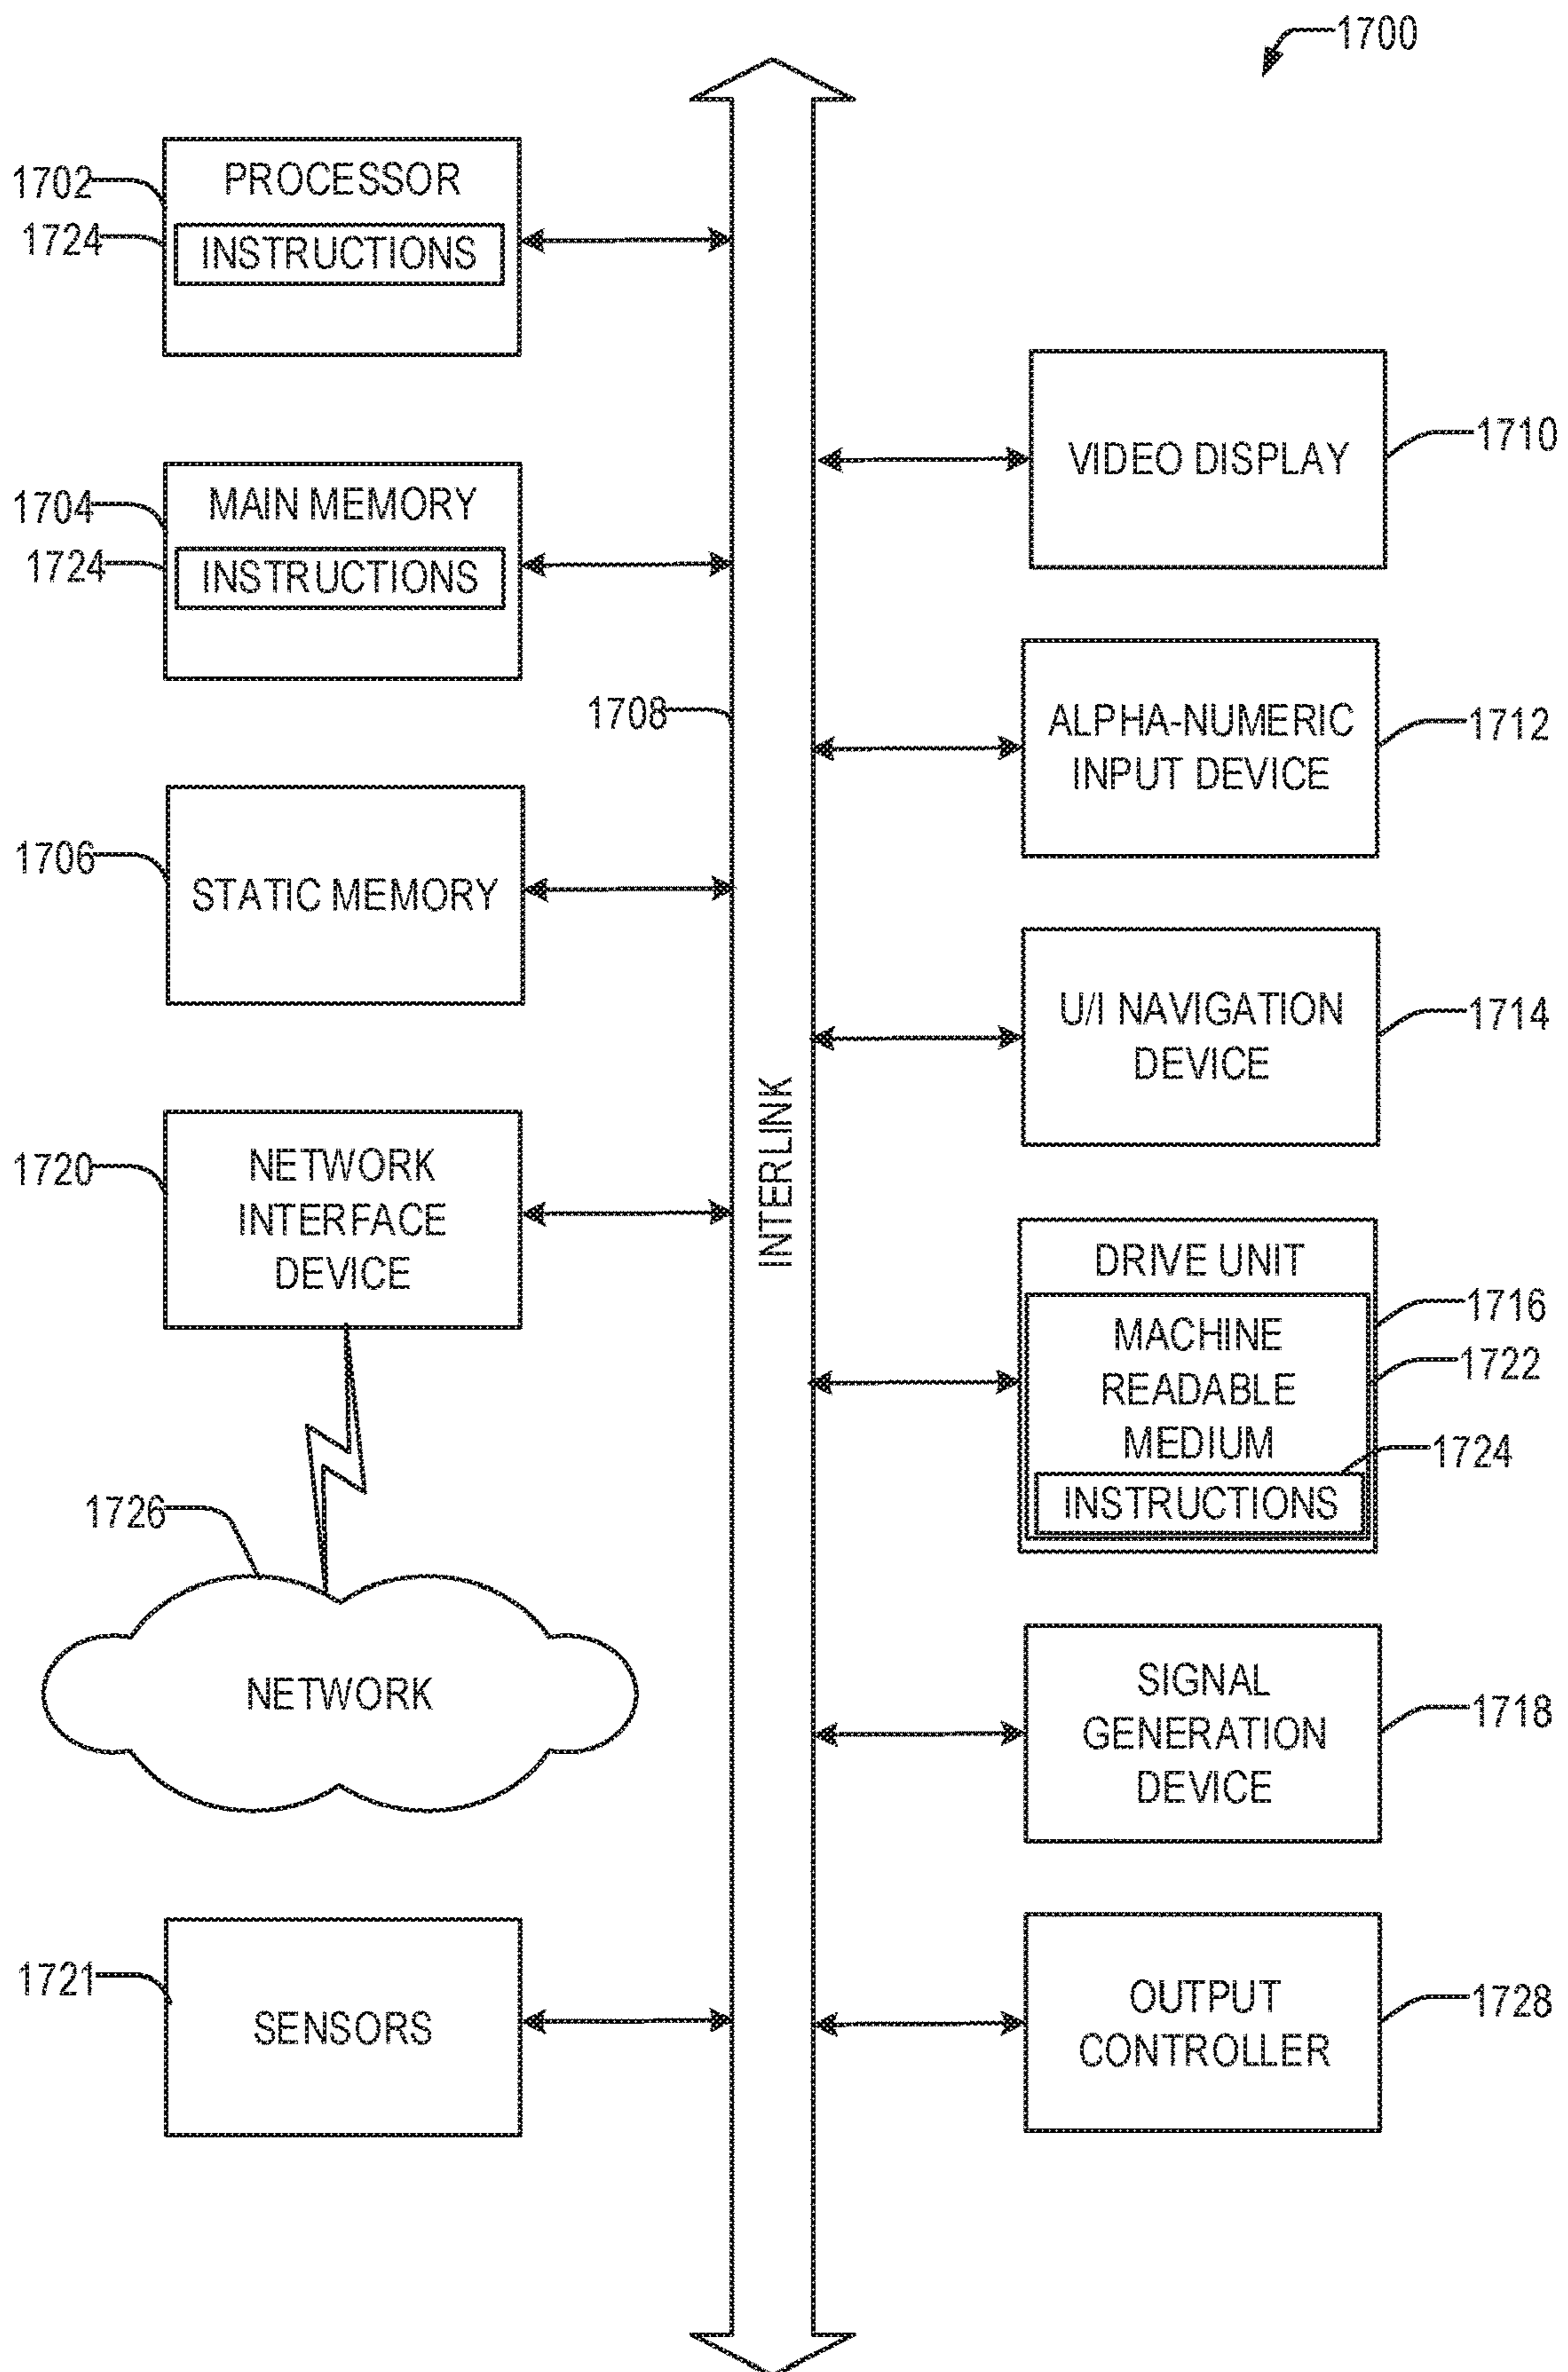 1700
1702
PROCESSOR
1724
INSTRUCTIONS
1704
MAIN MEMORY
1724
INSTRUCTIONS
1708
1706
STATIC MEMORY
1720
NETWORK
INTERFACE
DEVICE
1726
NETWORK
1721
SENSORS
INTERLINK
VIDEO DISPLAY
1710
ALPHA-NUMERIC
INPUT DEVICE
1712
U/I NAVIGATION
DEVICE
1714
DRIVE UNIT
1716
MACHINE
READABLE
MEDIUM
1722
1724
INSTRUCTIONS
SIGNAL
GENERATION
DEVICE
1718
OUTPUT
CONTROLLER
1728